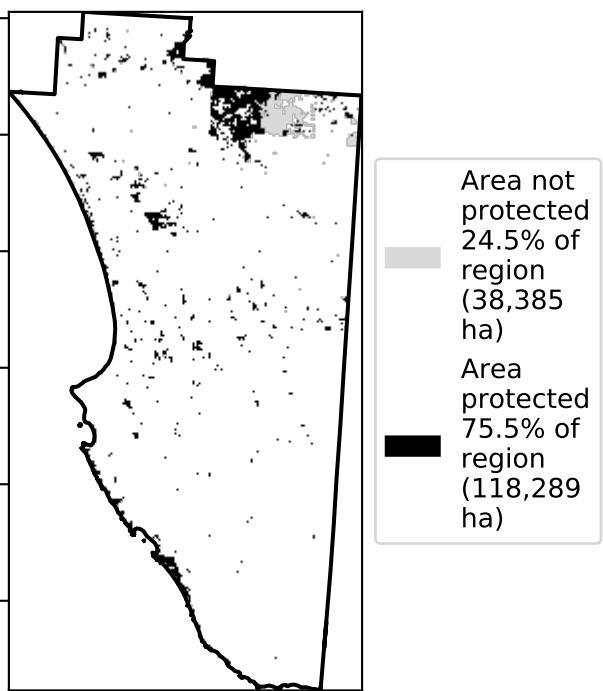 Area not
protected
24.5% of
region
(38,385
ha)
Area
protected
75.5% of
region
(118,289
ha)